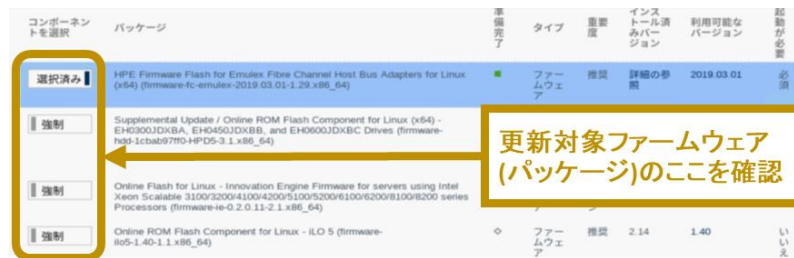 コンポーネン
トを選択
パッケージ
準
備
完
了
タイプ
重要
度
インス
トール済
みバー
ジョン
利用可能な
バージョン
起
動
が
必
要
選択済み
HPE Firmware Flash for Emulex Fibre Channel Host Bus Adapters for Linux
(x64) (firmware-fc-emulex-2019.03.01-1.29.x86_64)
ファー
ムウェ
ア
推奨
詳細の参
照
2019.03.01
必
須
強制
Supplemental Update / Online ROM Flash Component for Linux (x64) -
EH0300JDXBA, EH0450JDXBB, and EH0600JDXBC Drives (firmware-
hdd-1cbab97ff0-HPD5-3.1.x86_64)
更新対象ファームウェア
(パッケージ)のここを確認
強制
Online Flash for Linux - Innovation Engine Firmware for servers using Intel
Xeon Scalable 3100/3200/4100/4200/5100/5200/6100/6200/8100/8200 series
Processors (firmware-ie-0.2.0.11-2.1.x86_64)
強制
Online ROM Flash Component for Linux - iLO 5 (firmware-
ilo5-1.40-1.1.x86_64)
ファー
ムウェ
ア
推奨
2.14
1.40
い
い
え